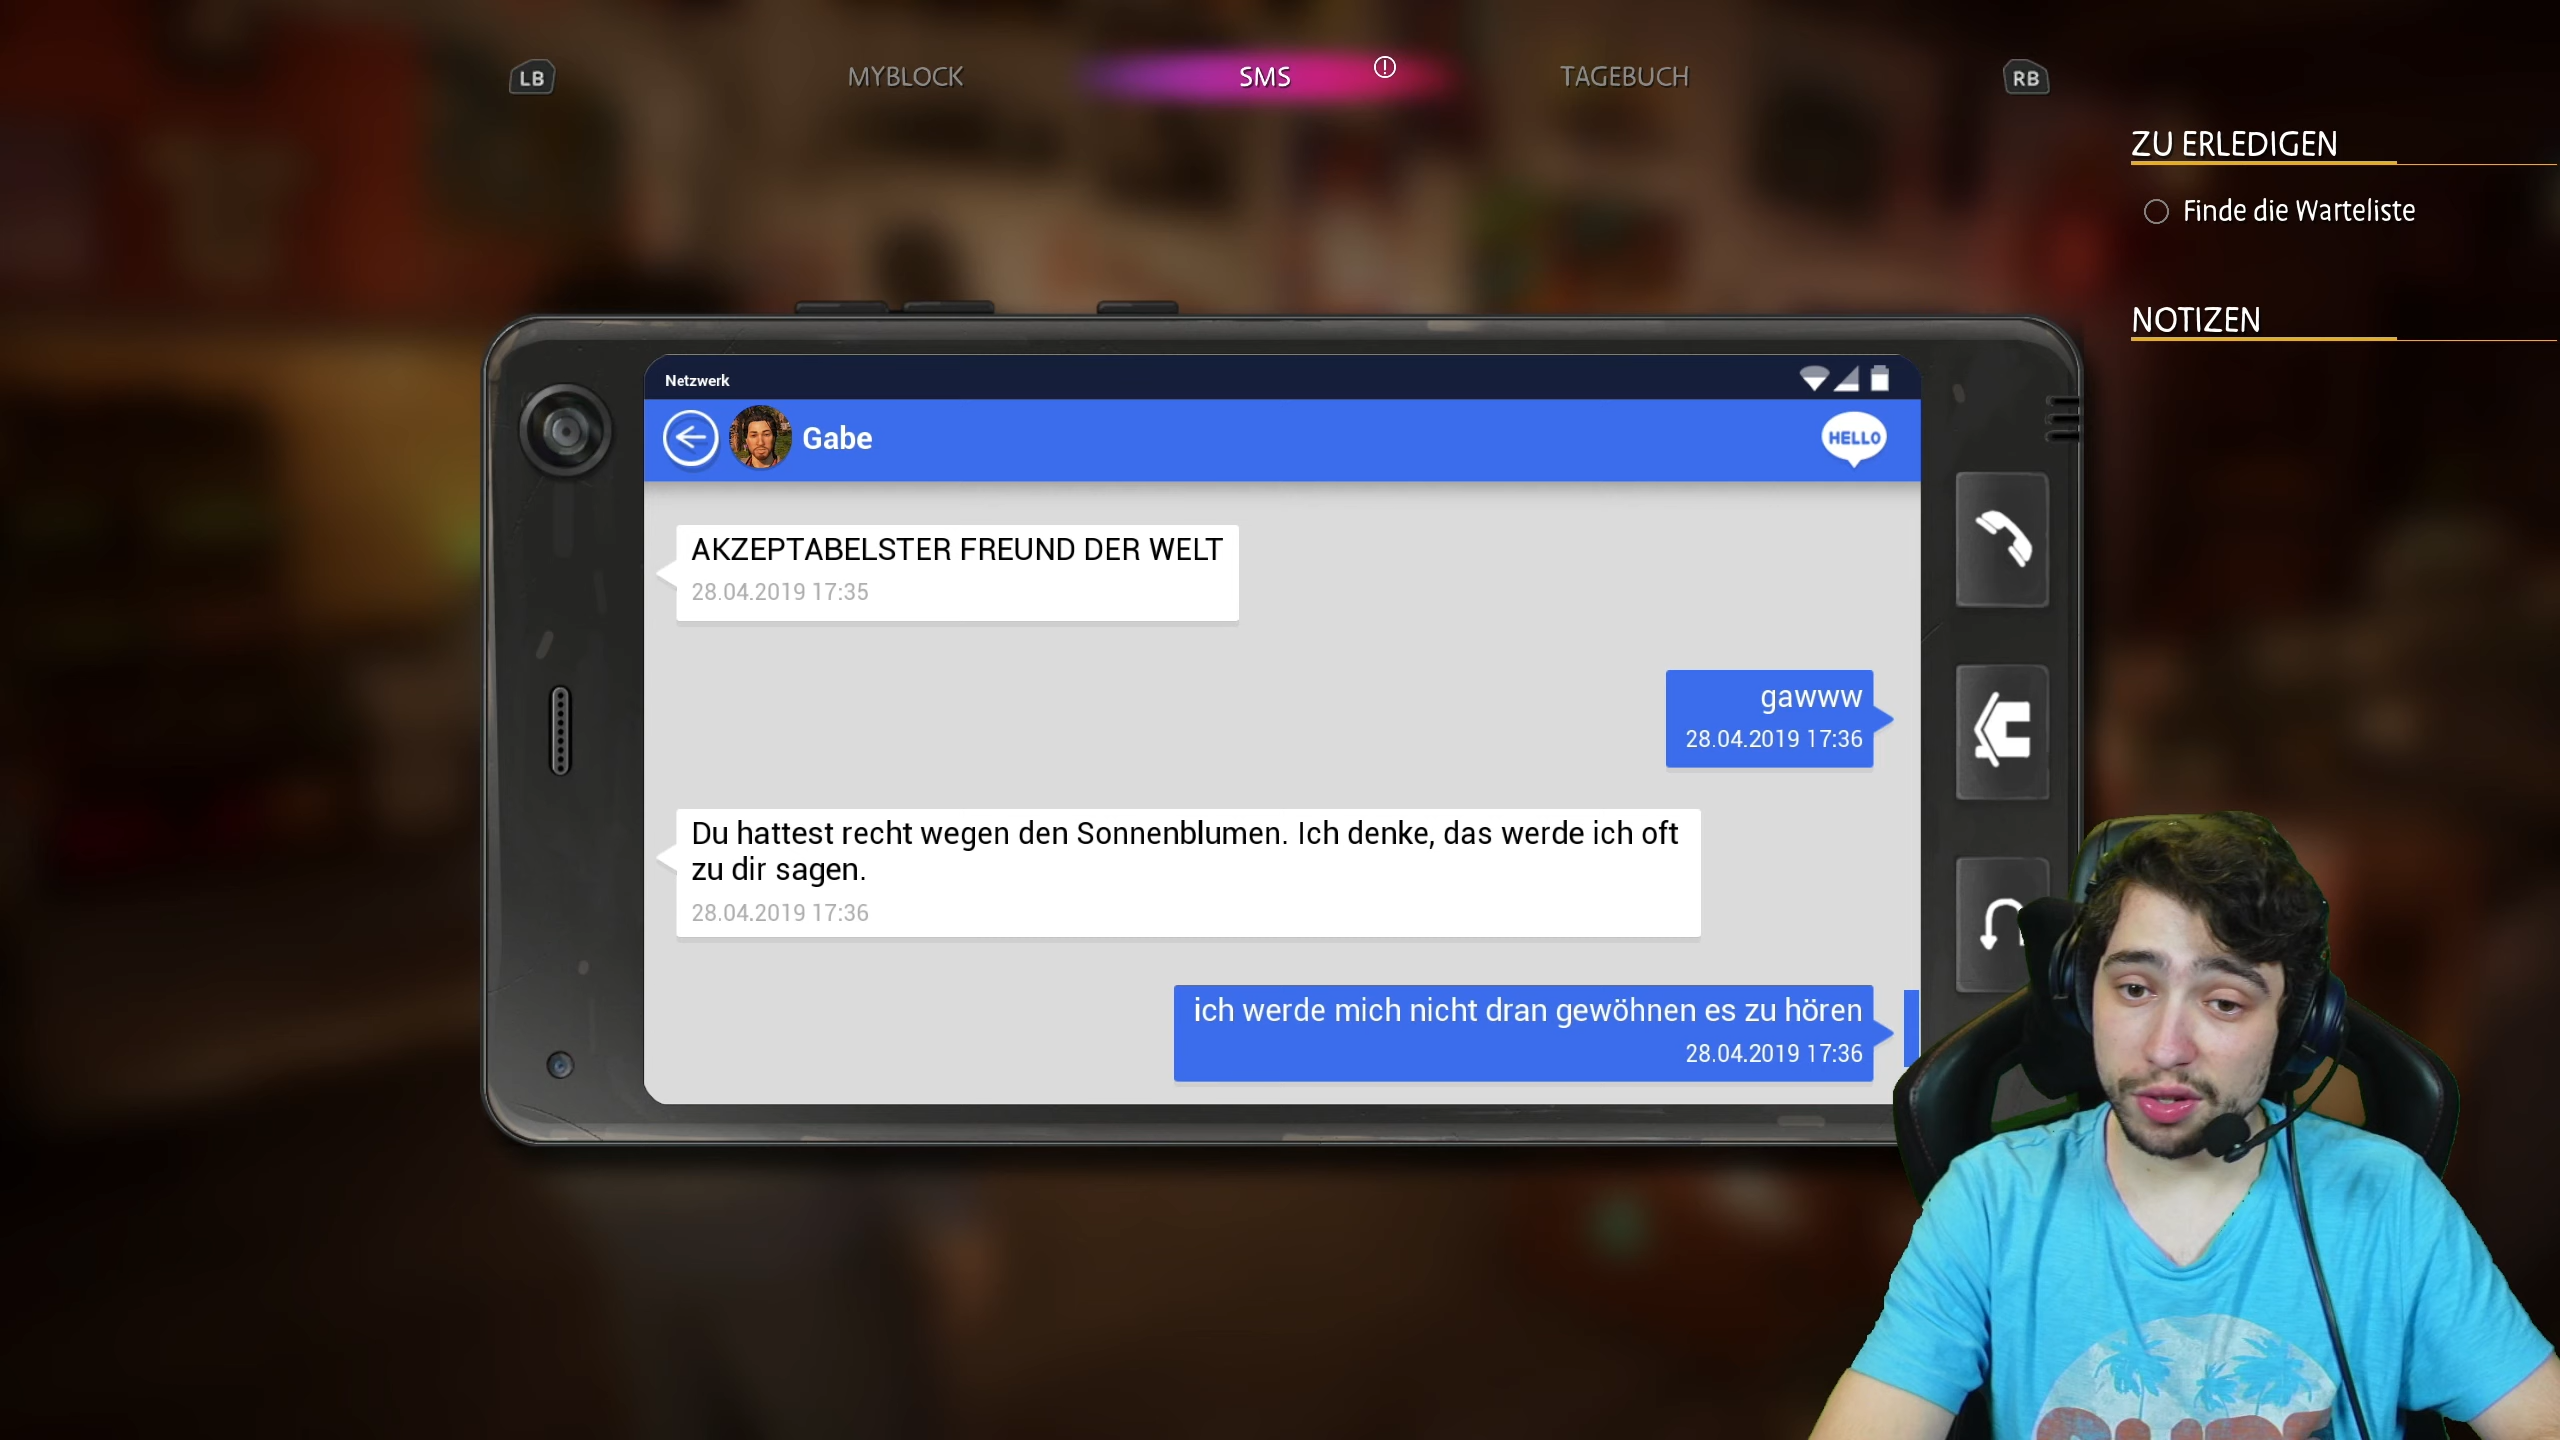 LB
MYBLOCK
SMS
TAGEBUCH
RB
ZU ERLEDIGEN
Finde die Warteliste
NOTIZEN
Netzwerk
Gabe
HELLO
AKZEPTABELSTER FREUND DER WELT
28.04.2019 17:35
gawww
28.04.2019 17:36
Du hattest recht wegen den Sonnenblumen. Ich denke, das werde ich oft
zu dir sagen.
28.04.2019 17:36
ich werde mich nicht dran gewöhnen es zu hören
28.04.2019 17:36